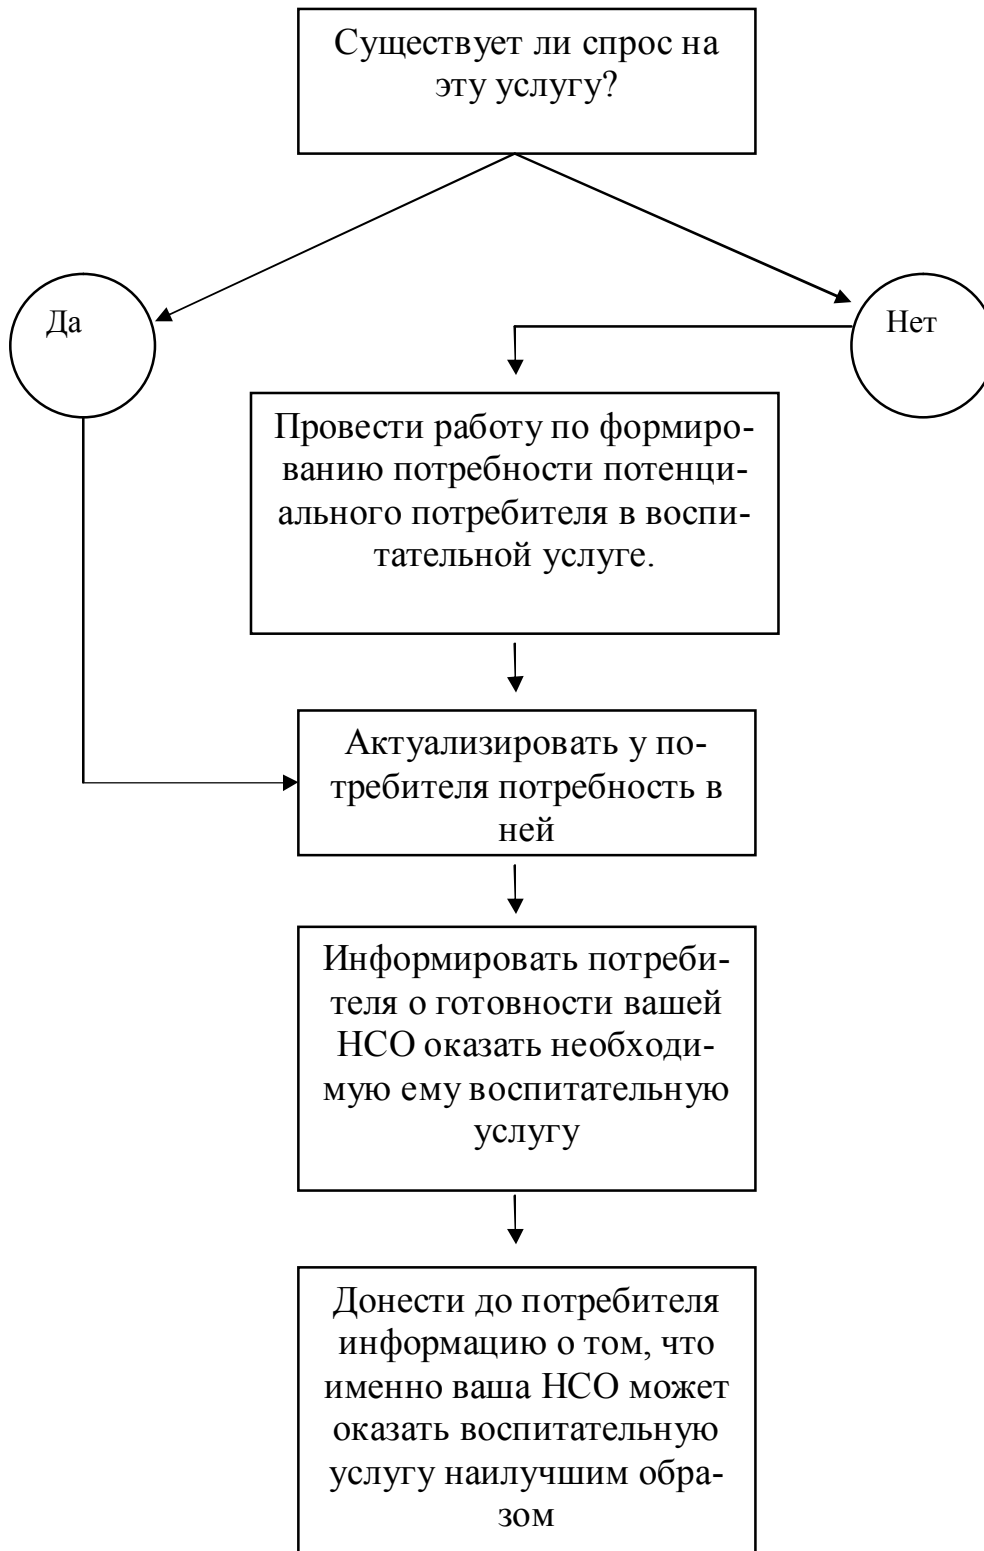 Существует ли спрос на
эту услугу?
Да
Нет
Провести работу по формиро-
ванию потребности потенци-
ального потребителя в воспи-
тательной услуге.
Актуализировать у по-
требителя потребность в
ней
Информировать потреби-
теля о готовности вашей
НСО оказать необходи-
мую ему воспитательную
услугу
Донести до потребителя
информацию о том, что
именно ваша НСО может
оказать воспитательную
услугу наилучшим обра-
зом